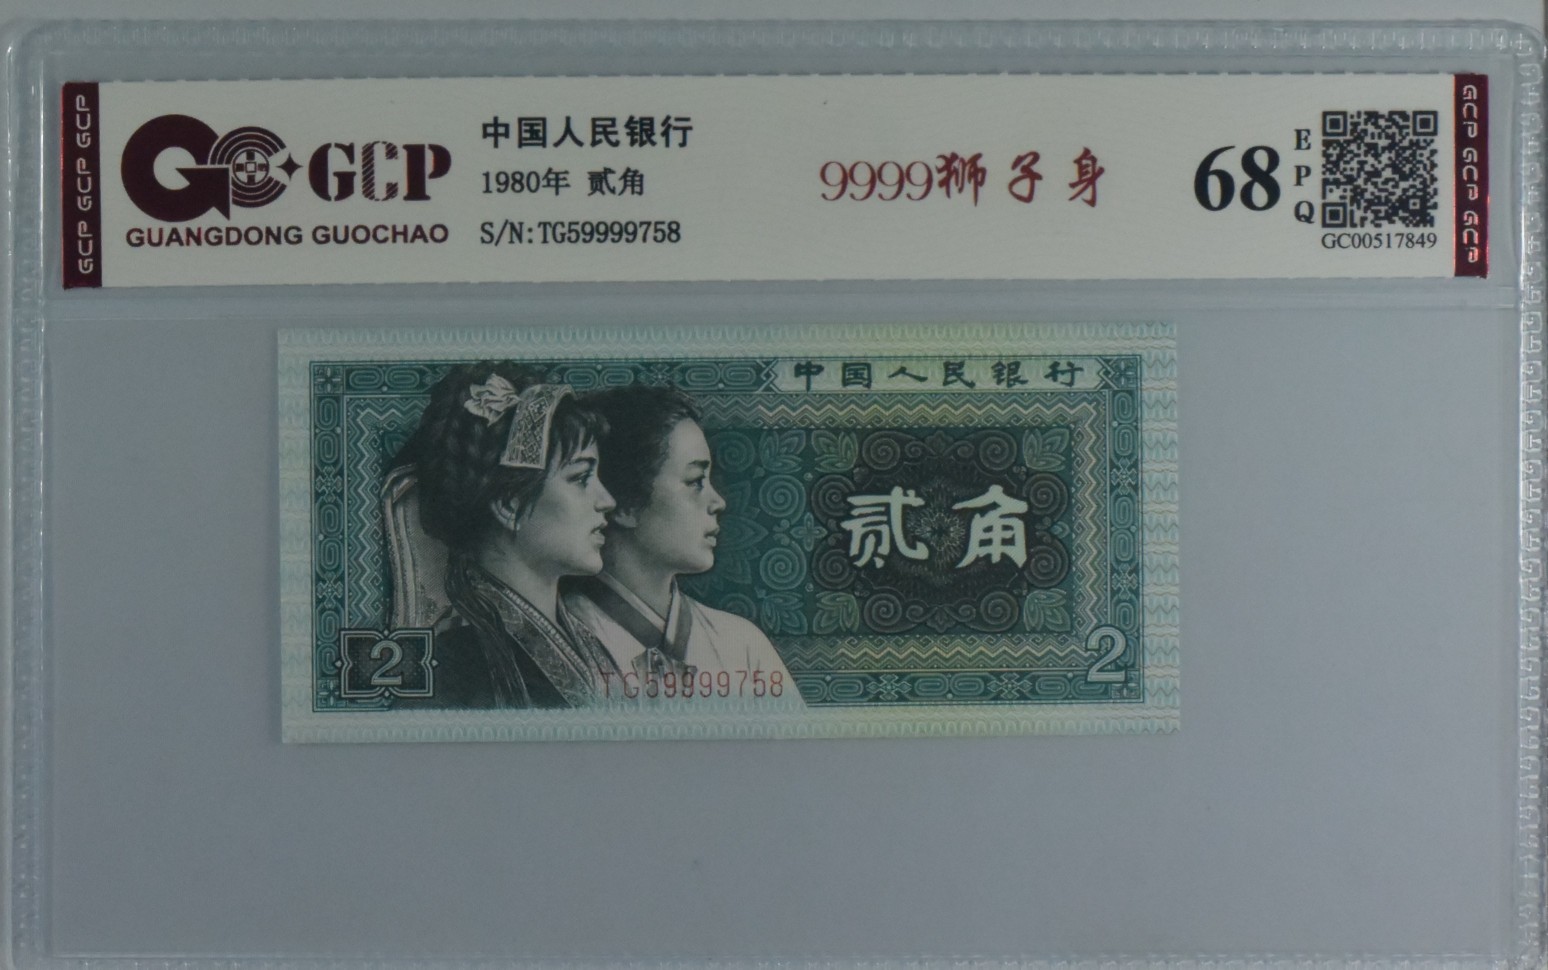 GCP GCP GCP
GCP
GUANGDONG GUOCHAO
中国人民银行
1980年 贰角
S/N:TG59999758
9999狮子身
68
EPQ
GC00517849
GCP GCP GCP
中国人民银行
贰角
2
2
TG59999758